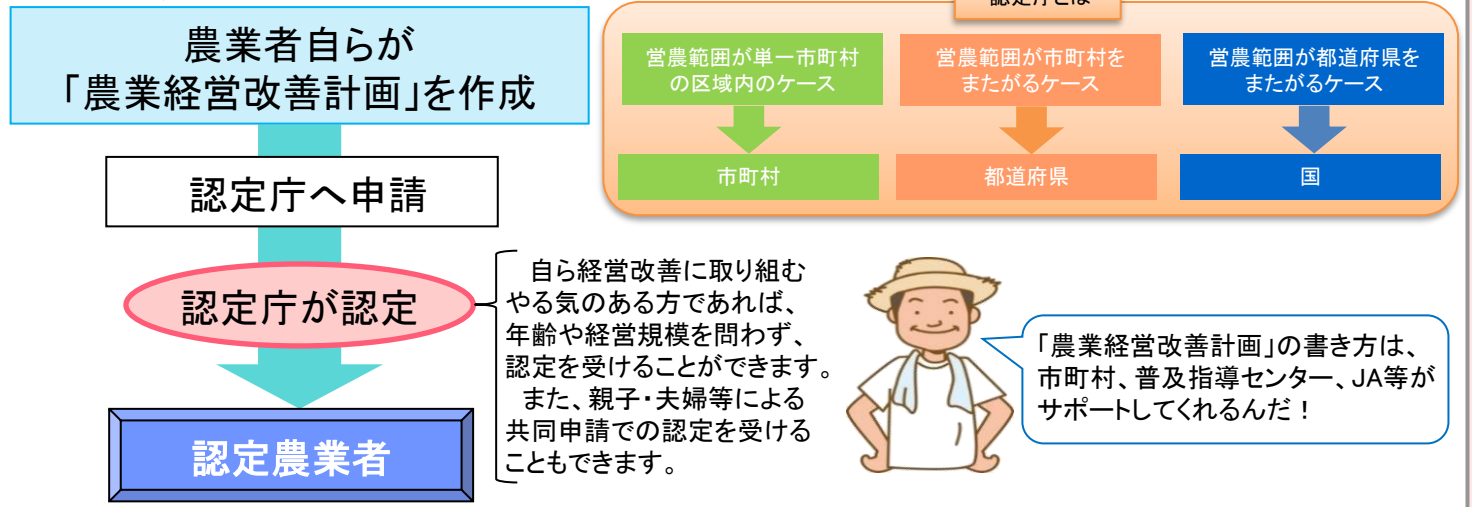 農業者自らが
「農業経営改善計画」を作成
認定庁へ申請
認定庁が認定
認定農業者
自ら経営改善に取り組む
やる気のある方であれば、
年齢や経営規模を問わず、
認定を受けることができます。
また、親子・夫婦等による
共同申請での認定を受ける
こともできます。
認定庁とは
営農範囲が単一市町村
の区域内のケース
市町村
営農範囲が市町村を
またがるケース
都道府県
営農範囲が都道府県を
またがるケース
国
「農業経営改善計画」の書き方は、
市町村、普及指導センター、JA等が
サポートしてくれるんだ！